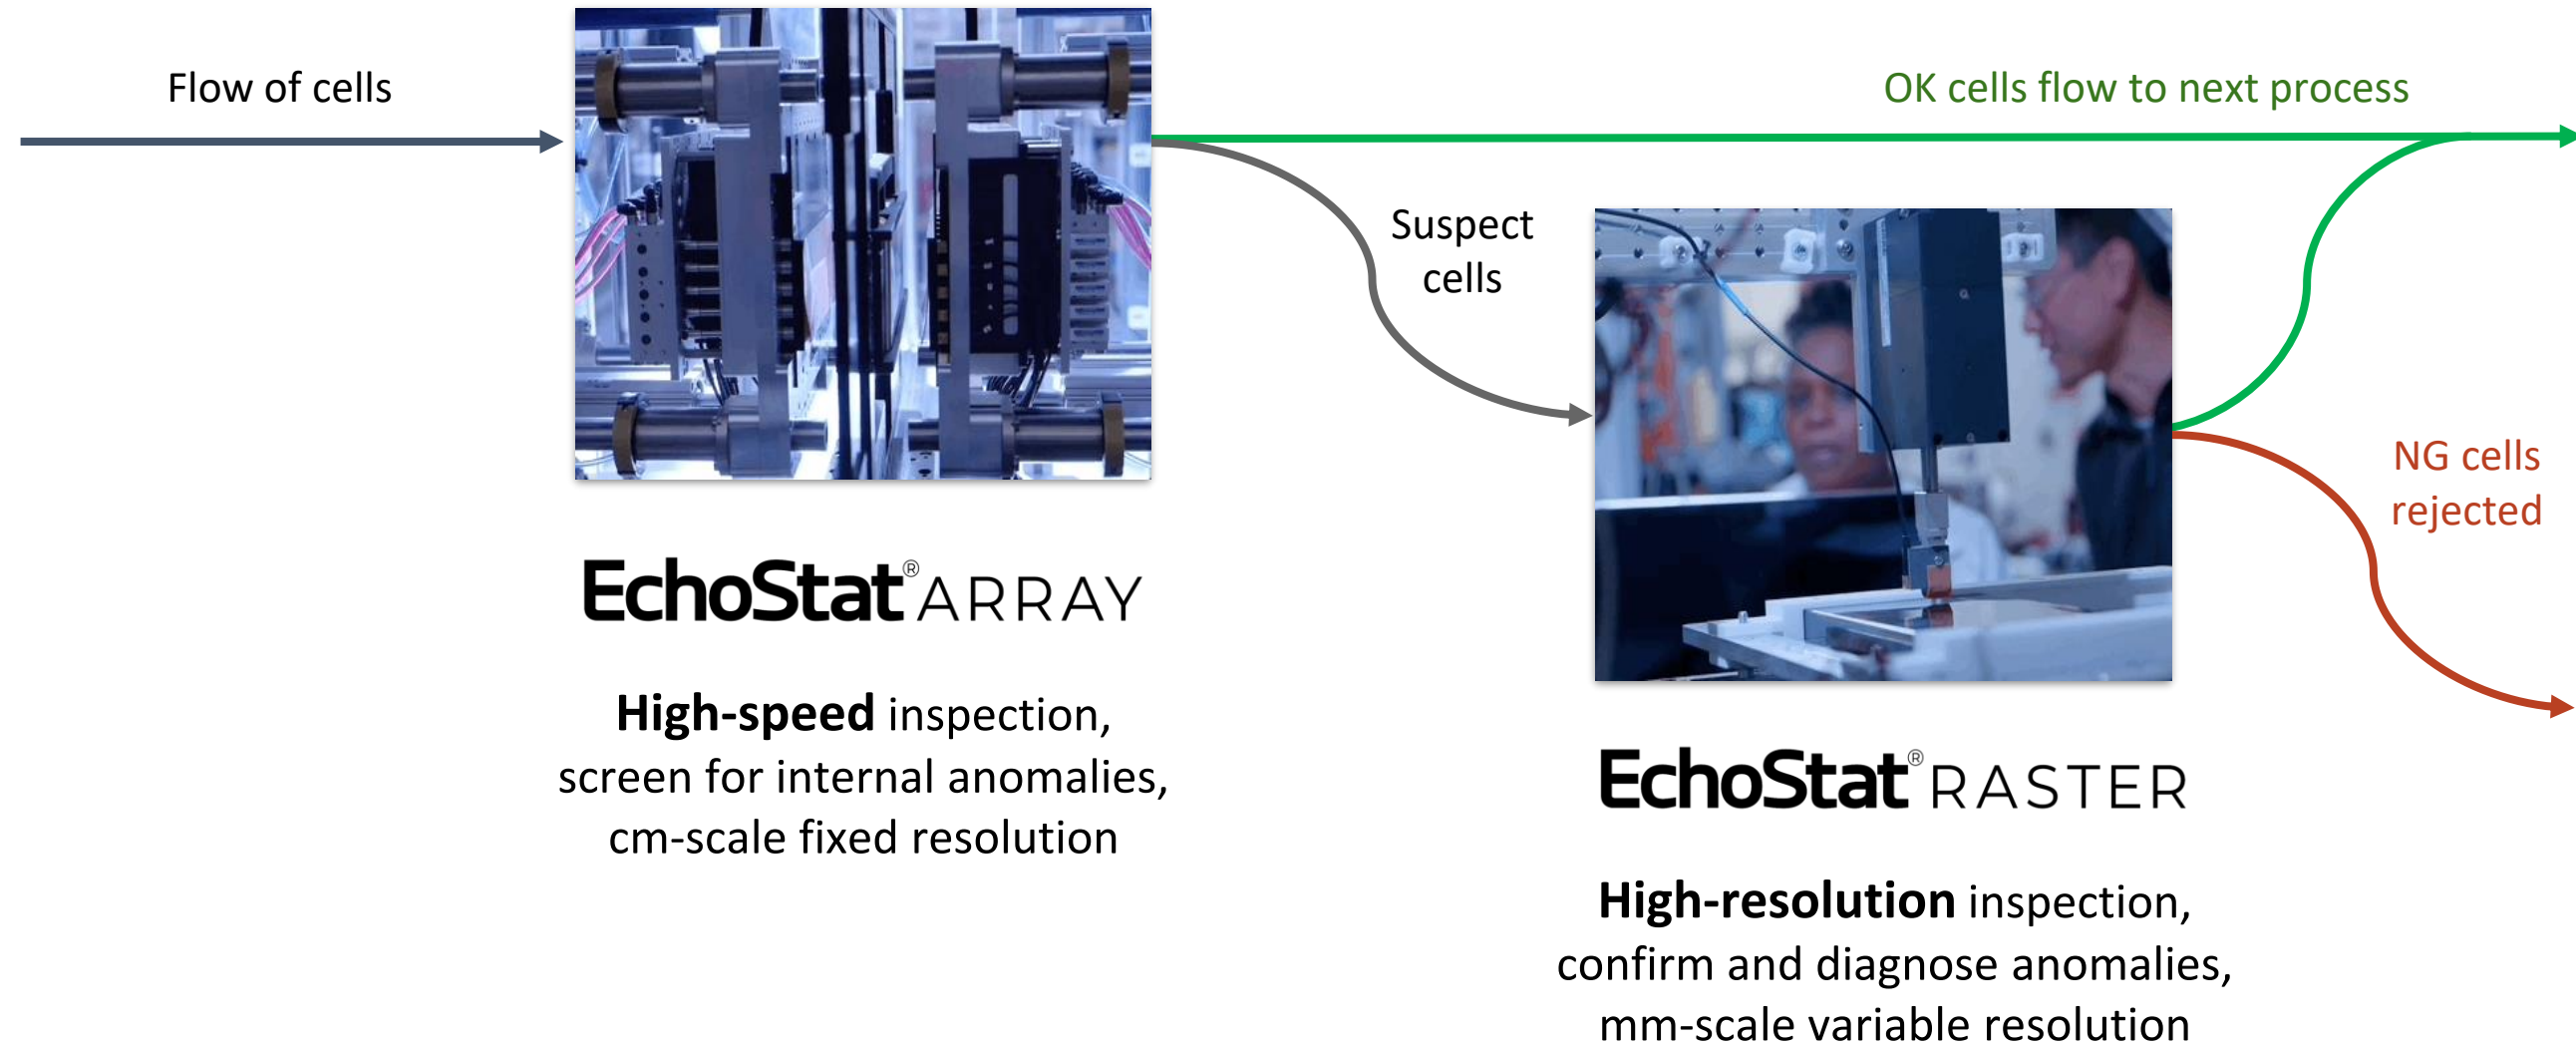 Flow of cells
OK cells flow to next process
Suspect
cells
NG cells
rejected
EchoStat® ARRAY
High-speed inspection,
screen for internal anomalies,
cm-scale fixed resolution
EchoStat® RASTER
High-resolution inspection,
confirm and diagnose anomalies,
mm-scale variable resolution